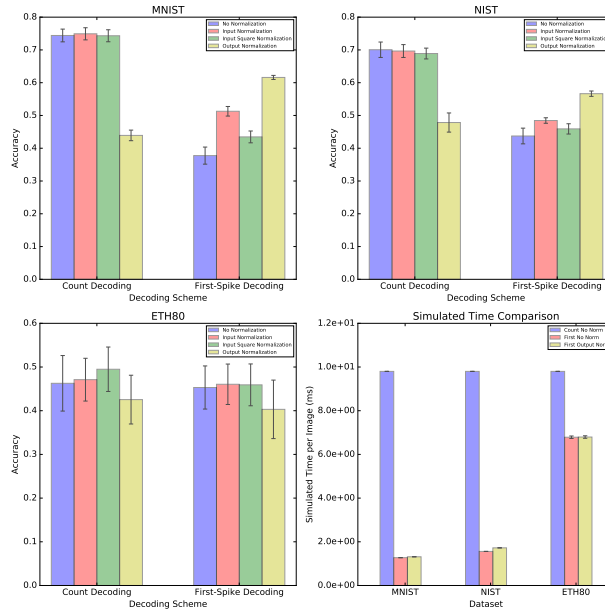 MNIST
0.8
0.7
0.6
0.5
0.4
0.3
0.2
0.1
0.0
Accuracy
No Normalization
Input Normalization
Input Square Normalization
Output Normalization
Count Decoding
First-Spike Decoding
Decoding Scheme
NIST
0.8
0.7
0.6
0.5
0.4
0.3
0.2
0.1
0.0
Accuracy
No Normalization
Input Normalization
Input Square Normalization
Output Normalization
Count Decoding
First-Spike Decoding
Decoding Scheme
ETH80
0.6
0.5
0.4
0.3
0.2
0.1
0.0
Accuracy
No Normalization
Input Normalization
Input Square Normalization
Output Normalization
Count Decoding
First-Spike Decoding
Decoding Scheme
Simulated Time Comparison
1.2e+01
1.0e+01
8.0e+00
6.0e+00
4.0e+00
2.0e+00
0.0e+00
Simulated Time per Image (ms)
Count No Norm
First No Norm
First Output Norm
MNIST
NIST
ETH80
Dataset